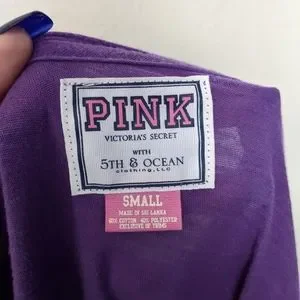 PINK
VICTORIA'S SECRET
WITH
5TH & OCEAN
clothing, LLC
SMALL
MADE IN SRI LANKA
60% COTTON 40% POLYESTER
EXCLUSIVE OF TRIMS